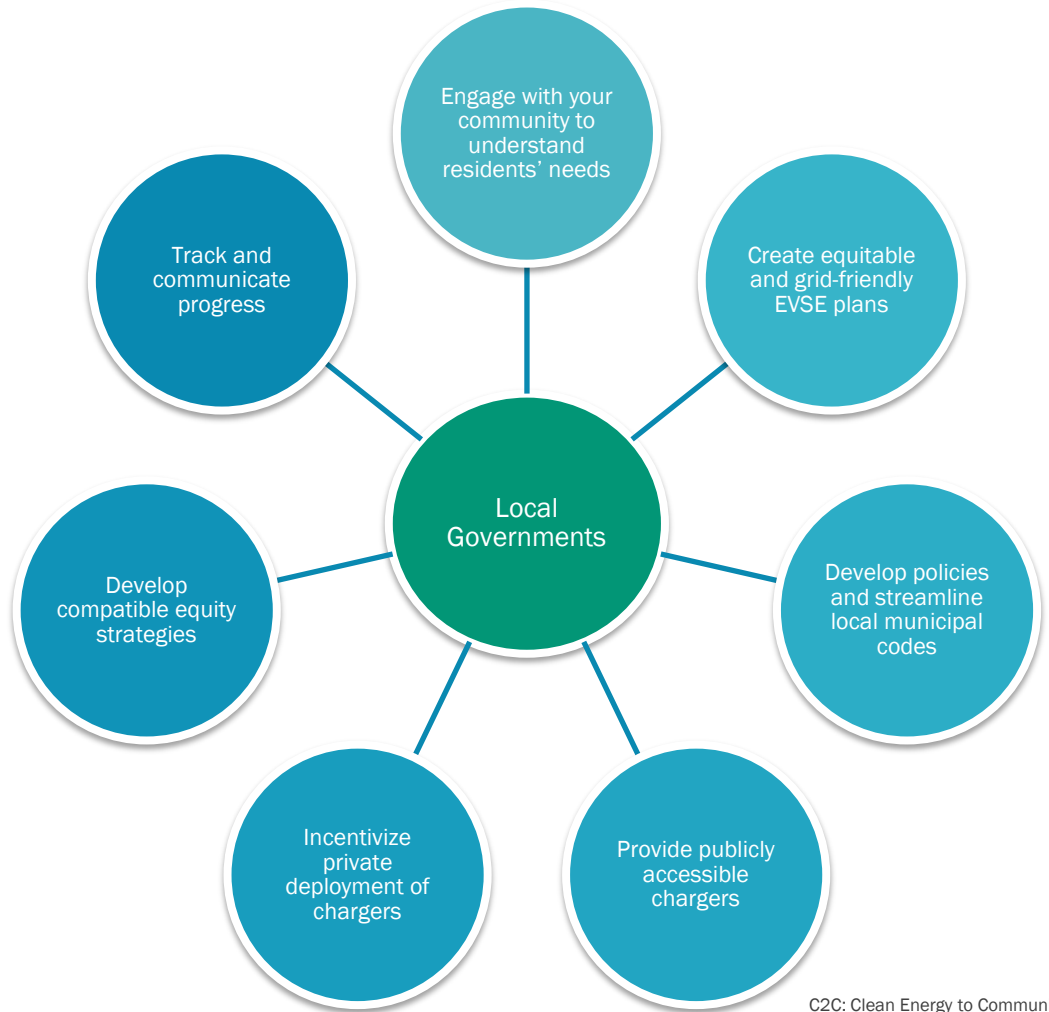 Engage with your
community to
understand
residents’ needs
Create equitable
and grid-friendly
EVSE plans
Develop policies
and streamline
local municipal
codes
Provide publicly
accessible
chargers
Incentivize
private
deployment of
chargers
Develop
compatible equity
strategies
Track and
communicate
progress
Local
Governments
C2C: Clean Energy to Commun